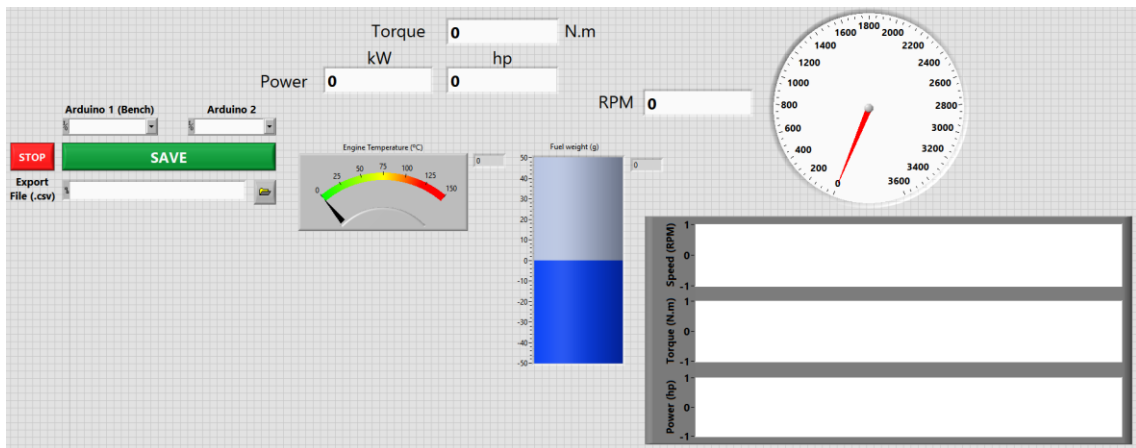 Torque 0 N.m
kW hp
Power 0 0
RPM 0
Arduino 1 (Bench) Arduino 2
STOP SAVE
Export
File (.csv)
Engine Temperature (ºC) 0
0 25 50 75 100 125 150
Fuel weight (g) 0
50
40
30
20
10
0
-10
-20
-30
-40
-50
0 200 400 600 800 1000 1200 1400 1600 1800 2000 2200 2400 2600 2800 3000 3200 3400 3600
Speed (RPM)
1
0
-1
Torque (N.m)
1
0
-1
Power (hp)
1
0
-1